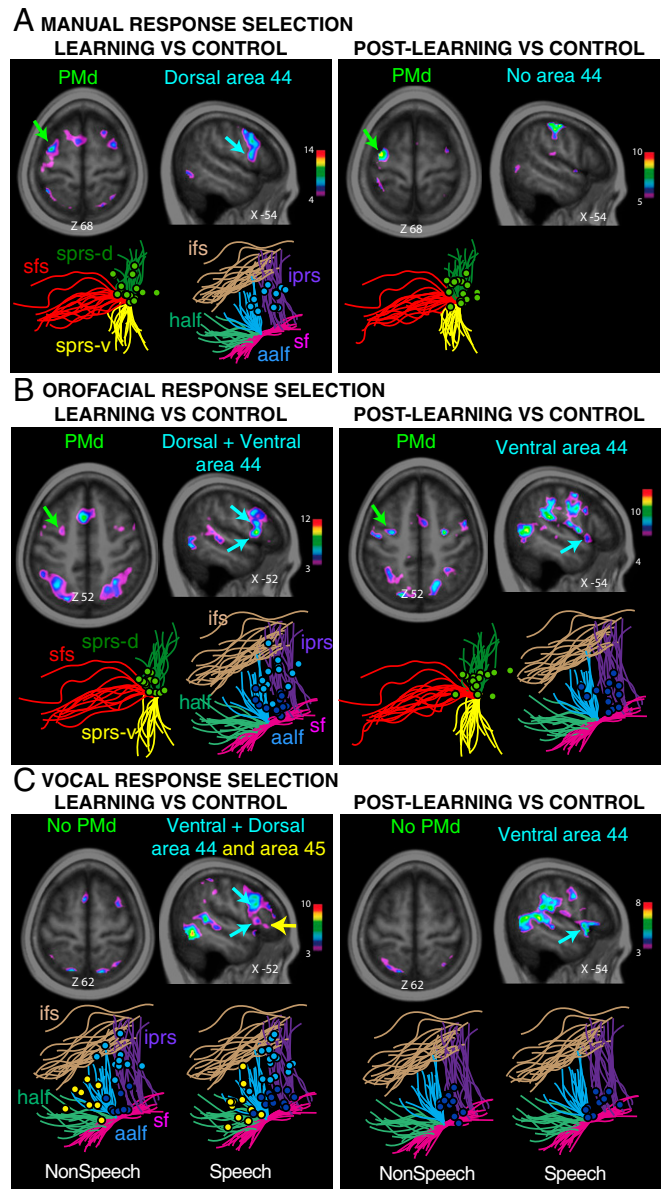 A MANUAL RESPONSE SELECTION
LEARNING VS CONTROL
POST-LEARNING VS CONTROL
PMd
Dorsal area 44
PMd
No area 44
14
4
10
5
Z 68
X -54
Z 68
X -54
sprs-d
sfs
sprs-v
ifs
iprs
half
sf
aalf
B OROFACIAL RESPONSE SELECTION
LEARNING VS CONTROL
POST-LEARNING VS CONTROL
PMd
Dorsal + Ventral
area 44
PMd
Ventral area 44
12
3
10
4
Z 52
X -52
Z 52
X -54
sprs-d
sfs
sprs-v
ifs
iprs
half
sf
aalf
C VOCAL RESPONSE SELECTION
LEARNING VS CONTROL
POST-LEARNING VS CONTROL
No PMd
Ventral + Dorsal
area 44 and area 45
No PMd
Ventral area 44
10
3
8
3
Z 62
X -52
Z 62
X -54
ifs
iprs
half
sf
aalf
NonSpeech
Speech
NonSpeech
Speech